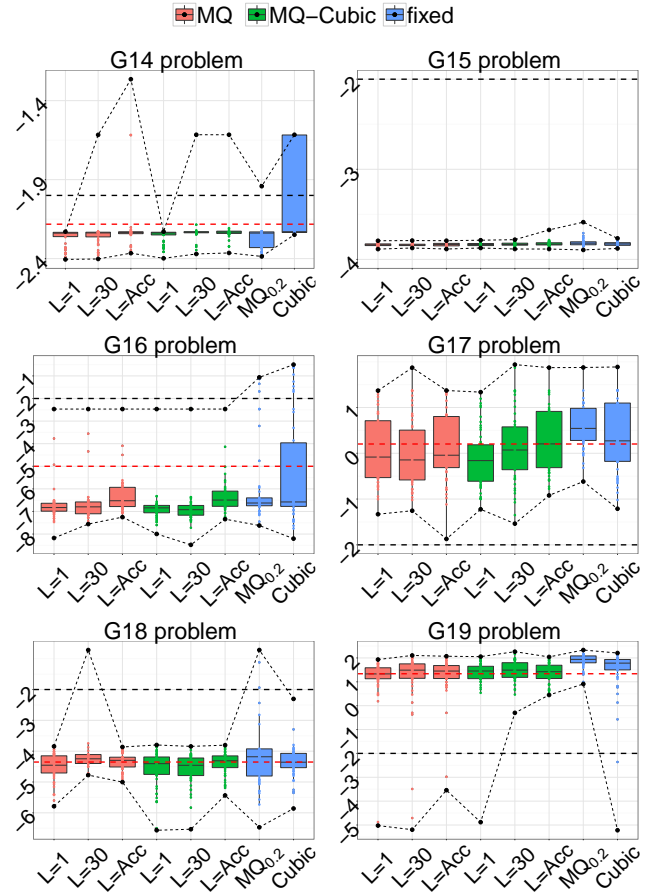 MQ MQ−Cubic fixed
G14 problem
−1.4
−1.9
−2.4
L=1 L=30 L=Acc L=1 L=30 L=Acc MQ0.2 Cubic
G15 problem
−2
−3
−4
L=1 L=30 L=Acc L=1 L=30 L=Acc MQ0.2 Cubic
G16 problem
−1
−2
−3
−4
−5
−6
−7
−8
L=1 L=30 L=Acc L=1 L=30 L=Acc MQ0.2 Cubic
G17 problem
1
0
−1
−2
L=1 L=30 L=Acc L=1 L=30 L=Acc MQ0.2 Cubic
G18 problem
−2
−3
−4
−5
−6
L=1 L=30 L=Acc L=1 L=30 L=Acc MQ0.2 Cubic
G19 problem
2
1
0
−1
−2
−3
−4
−5
L=1 L=30 L=Acc L=1 L=30 L=Acc MQ0.2 Cubic